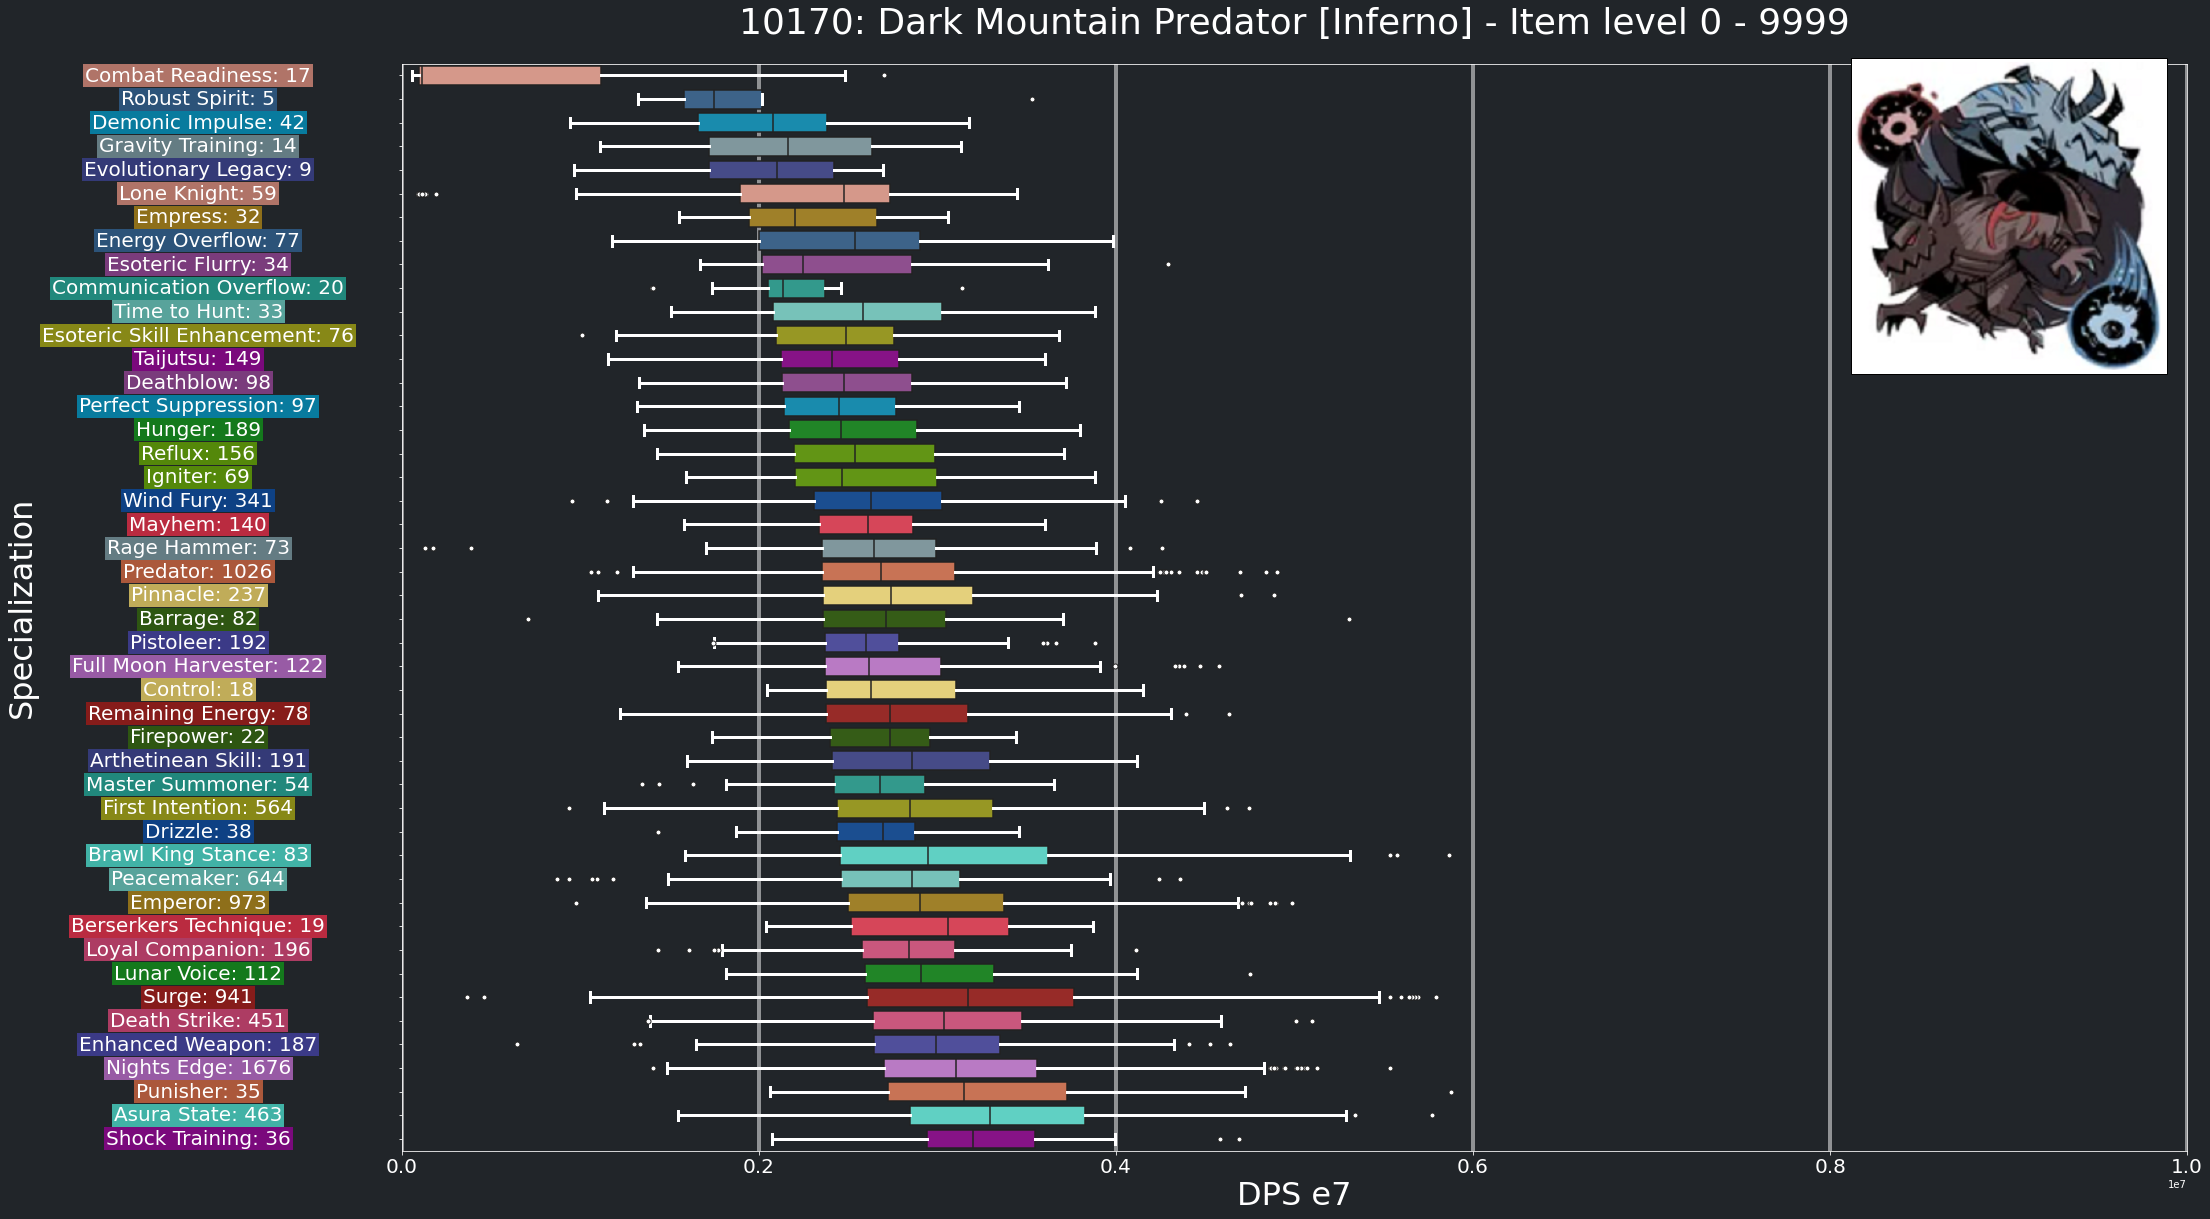 10170: Dark Mountain Predator [Inferno] - Item level 0 - 9999
Specialization
Combat Readiness: 17
Robust Spirit: 5
Demonic Impulse: 42
Gravity Training: 14
Evolutionary Legacy: 9
Lone Knight: 59
Empress: 32
Energy Overflow: 77
Esoteric Flurry: 34
Communication Overflow: 20
Time to Hunt: 33
Esoteric Skill Enhancement: 76
Taijutsu: 149
Deathblow: 98
Perfect Suppression: 97
Hunger: 189
Reflux: 156
Igniter: 69
Wind Fury: 341
Mayhem: 140
Rage Hammer: 73
Predator: 1026
Pinnacle: 237
Barrage: 82
Pistoleer: 192
Full Moon Harvester: 122
Control: 18
Remaining Energy: 78
Firepower: 22
Arthetinean Skill: 191
Master Summoner: 54
First Intention: 564
Drizzle: 38
Brawl King Stance: 83
Peacemaker: 644
Emperor: 973
Berserkers Technique: 19
Loyal Companion: 196
Lunar Voice: 112
Surge: 941
Death Strike: 451
Enhanced Weapon: 187
Nights Edge: 1676
Punisher: 35
Asura State: 463
Shock Training: 36
0.0 0.2 0.4 0.6 0.8 1.0
1e7
DPS e7